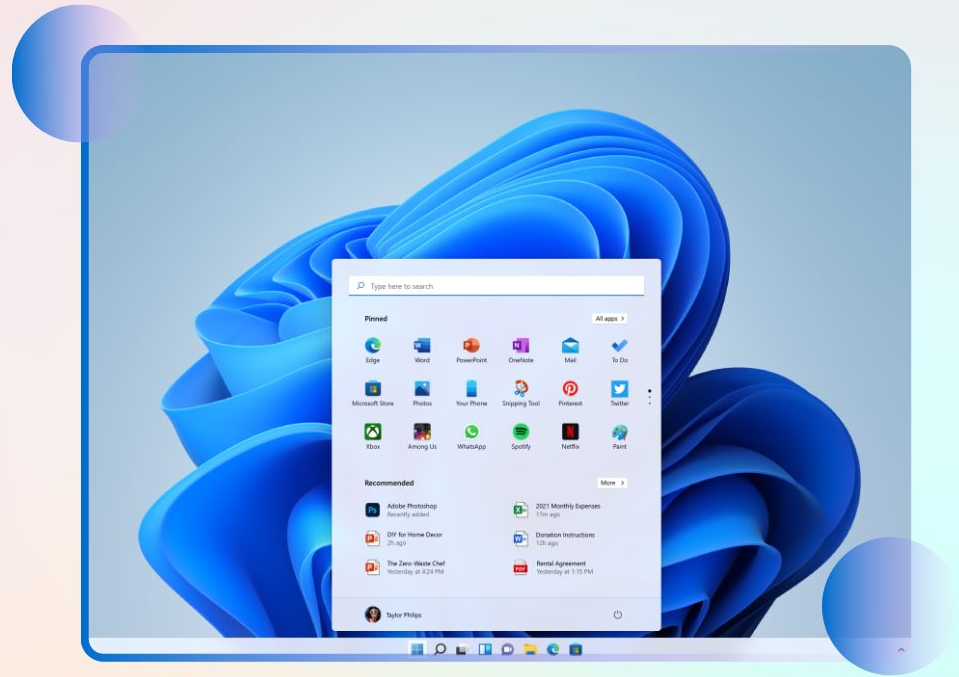 Type here to search
Pinned
All apps >
Edge
Word
PowerPoint
OneNote
Mail
To Do
Microsoft Store
Photos
Your Phone
Snipping Tool
Pinterest
Twitter
Xbox
Among Us
WhatsApp
Spotify
Netflix
Paint
Recommended
More >
Ps
Adobe Photoshop
Recently added
2021 Monthly Expenses
17m ago
DIY for Home Decor
2h ago
Donation Instructions
12h ago
The Zero-Waste Chef
Yesterday at 4:24 PM
PDF
Rental Agreement
Yesterday at 1:15 PM
Taylor Philips